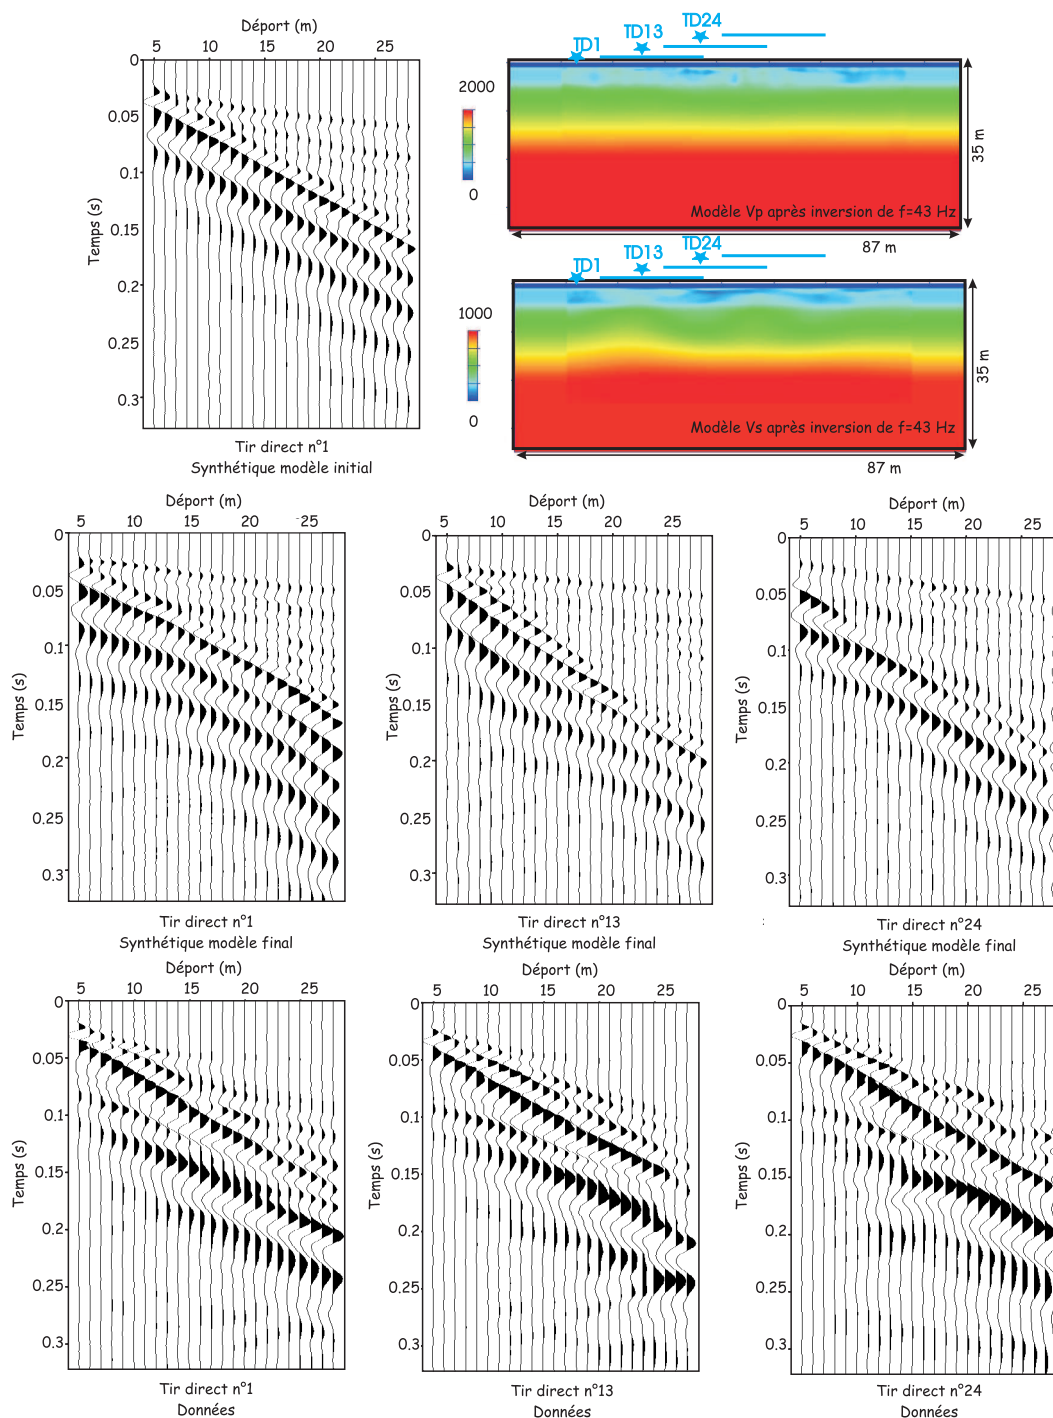 Déport (m)
5 10 15 20 25
0
0.05
0.1
0.15
0.2
0.25
0.3
Temps (s)
Tir direct n°1
Synthétique modèle initial
TD1 TD13 TD24
2000
0
35 m
Modèle Vp après inversion de f=43 Hz
87 m
TD1 TD13 TD24
1000
0
35 m
Modèle Vs après inversion de f=43 Hz
87 m
Déport (m)
5 10 15 20 25
0
0.05
0.1
0.15
0.2
0.25
0.3
Temps (s)
Tir direct n°1
Synthétique modèle final
Déport (m)
5 10 15 20 25
0
0.05
0.1
0.15
0.2
0.25
0.3
Temps (s)
Tir direct n°13
Synthétique modèle final
Déport (m)
5 10 15 20 25
0
0.05
0.1
0.15
0.2
0.25
0.3
Temps (s)
Tir direct n°24
Synthétique modèle final
Déport (m)
5 10 15 20 25
0
0.05
0.1
0.15
0.2
0.25
0.3
Temps (s)
Tir direct n°1
Données
Déport (m)
5 10 15 20 25
0
0.05
0.1
0.15
0.2
0.25
0.3
Temps (s)
Tir direct n°13
Données
Déport (m)
5 10 15 20 25
0
0.05
0.1
0.15
0.2
0.25
0.3
Temps (s)
Tir direct n°24
Données